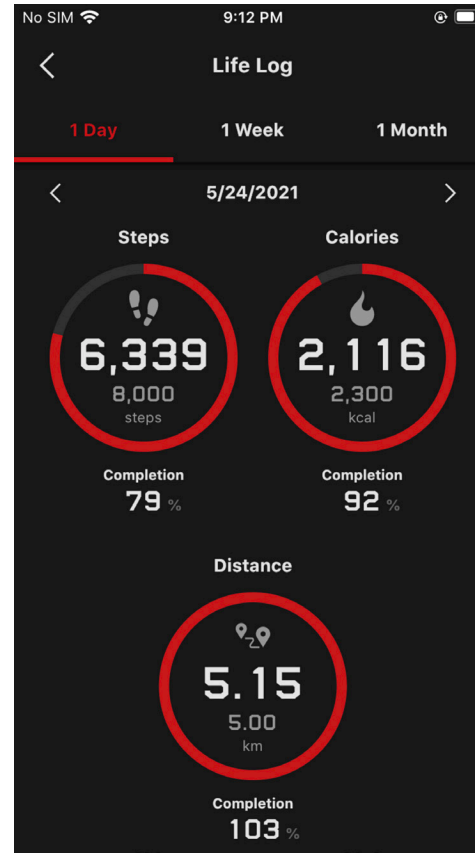 No SIM 9:12 PM
Life Log
1 Day 1 Week 1 Month
5/24/2021
Steps Calories
6,339 2,116
8,000 2,300
steps kcal
Completion Completion
79 % 92 %
Distance
5.15
5.00
km
Completion
103 %